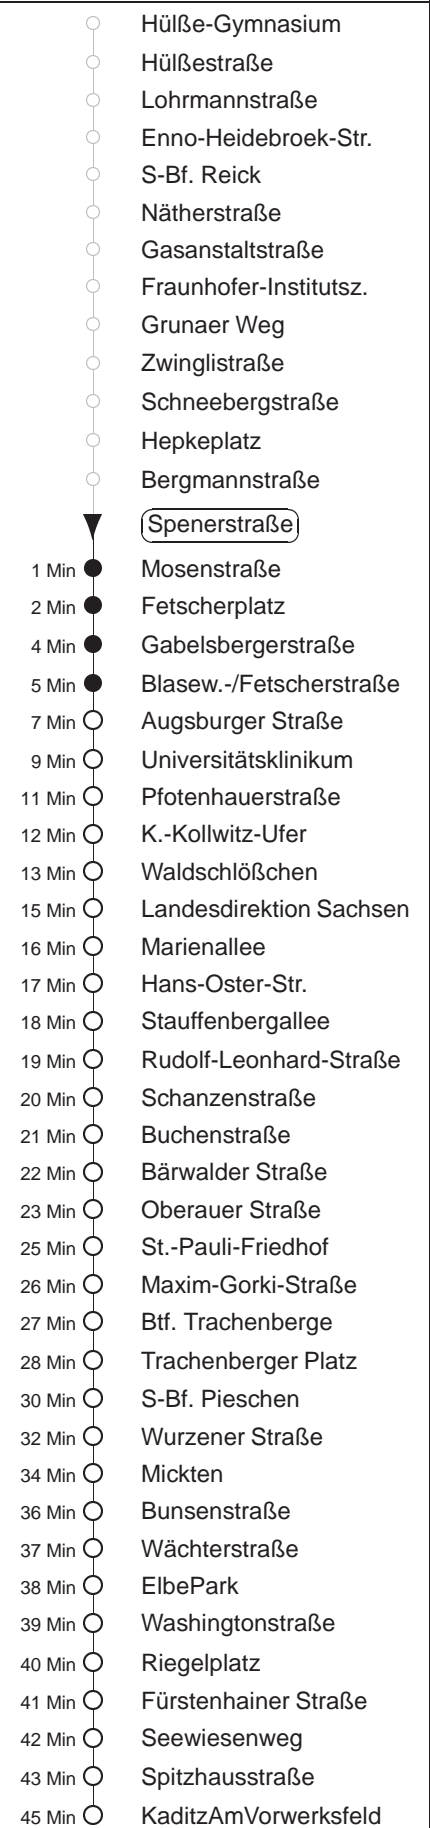 Hülße-Gymnasium
Hülßestraße
Lohrmannstraße
Enno-Heidebroek-Str.
S-Bf. Reick
Nätherstraße
Gasanstaltstraße
Fraunhofer-Institutsz.
Grunaer Weg
Zwinglistraße
Schneebergstraße
Hepkeplatz
Bergmannstraße
Spenerstraße
1 Min Mosenstraße
2 Min Fetscherplatz
4 Min Gabelsbergerstraße
5 Min Blasew.-/Fetscherstraße
7 Min Augsburger Straße
9 Min Universitätsklinikum
11 Min Pfotenhauerstraße
12 Min K.-Kollwitz-Ufer
13 Min Waldschlößchen
15 Min Landesdirektion Sachsen
16 Min Marienallee
17 Min Hans-Oster-Str.
18 Min Stauffenbergallee
19 Min Rudolf-Leonhard-Straße
20 Min Schanzenstraße
21 Min Buchenstraße
22 Min Bärwalder Straße
23 Min Oberauer Straße
25 Min St.-Pauli-Friedhof
26 Min Maxim-Gorki-Straße
27 Min Btf. Trachenberge
28 Min Trachenberger Platz
30 Min S-Bf. Pieschen
32 Min Wurzener Straße
34 Min Mickten
36 Min Bunsenstraße
37 Min Wächterstraße
38 Min ElbePark
39 Min Washingtonstraße
40 Min Riegelplatz
41 Min Fürstenhainer Straße
42 Min Seewiesenweg
43 Min Spitzhausstraße
45 Min KaditzAmVorwerksfeld